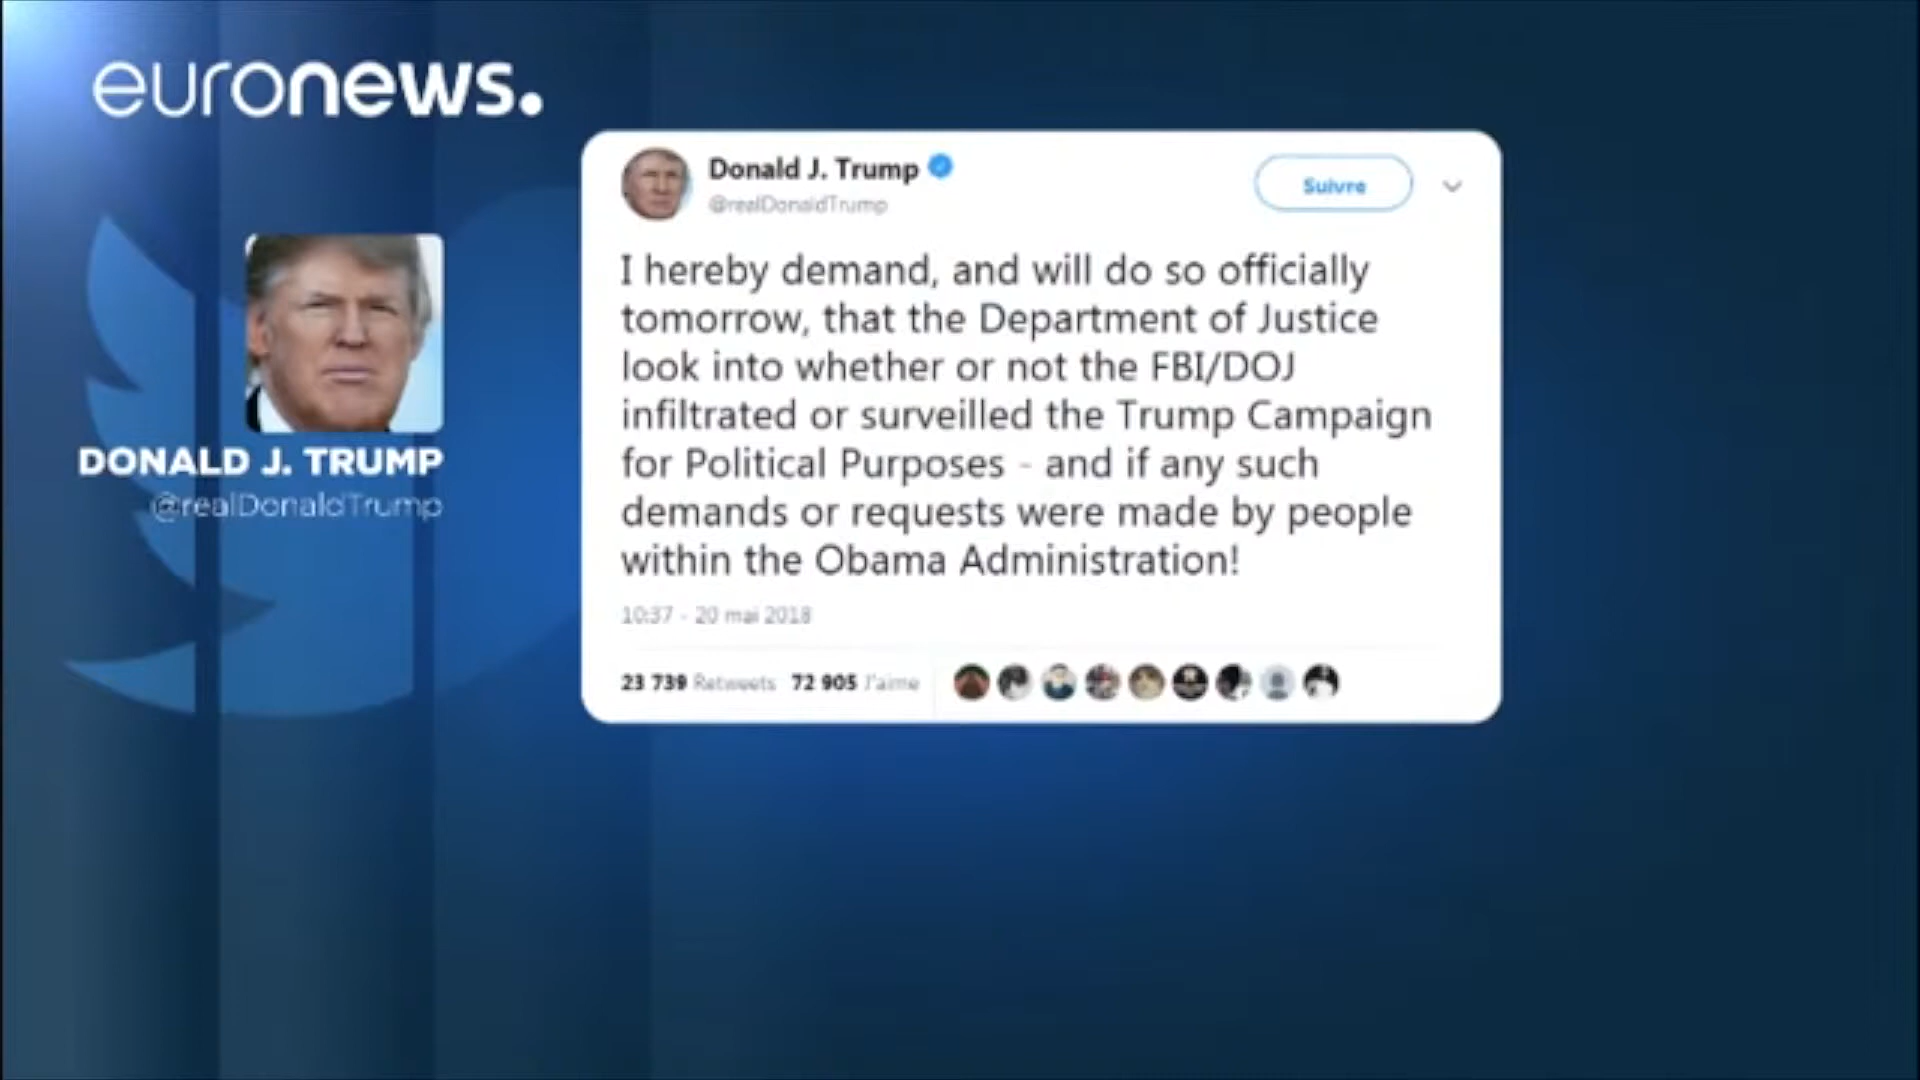 euronews.
DONALD J. TRUMP
@realDonaldTrump
Donald J. Trump
@realDonaldTrump
Suivre
I hereby demand, and will do so officially
tomorrow, that the Department of Justice
look into whether or not the FBI/DOJ
infiltrated or surveilled the Trump Campaign
for Political Purposes - and if any such
demands or requests were made by people
within the Obama Administration!
10:37 - 20 mai 2018
23 739 Retweets 72 905 J'aime